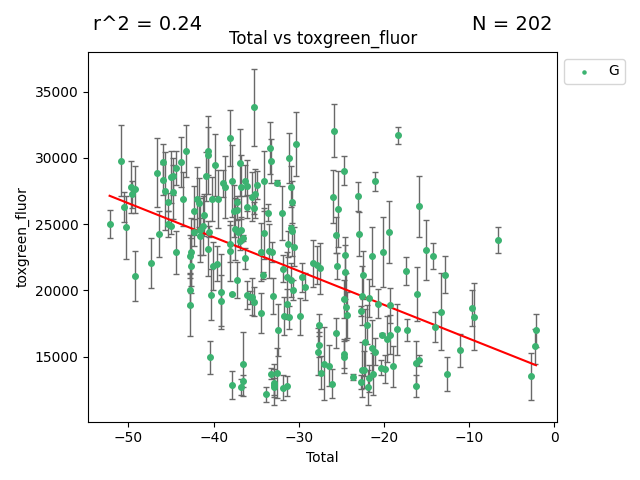 r^2 = 0.24
N = 202
Total vs toxgreen_fluor
G
35000
30000
25000
20000
15000
toxgreen_fluor
−50
−40
−30
−20
−10
0
Total